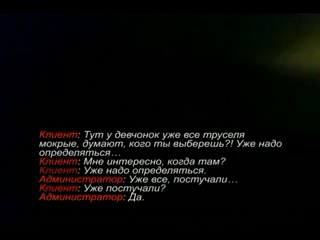 Клиент: Тут у девчонок уже все труселя
мокрые, думают, кого ты выберешь?! Уже надо
определяться...
Клиент: Мне интересно, когда там?
Клиент: Уже надо определяться.
Администратор: Уже все, постучали...
Клиент: Уже постучали?
Администратор: Да.